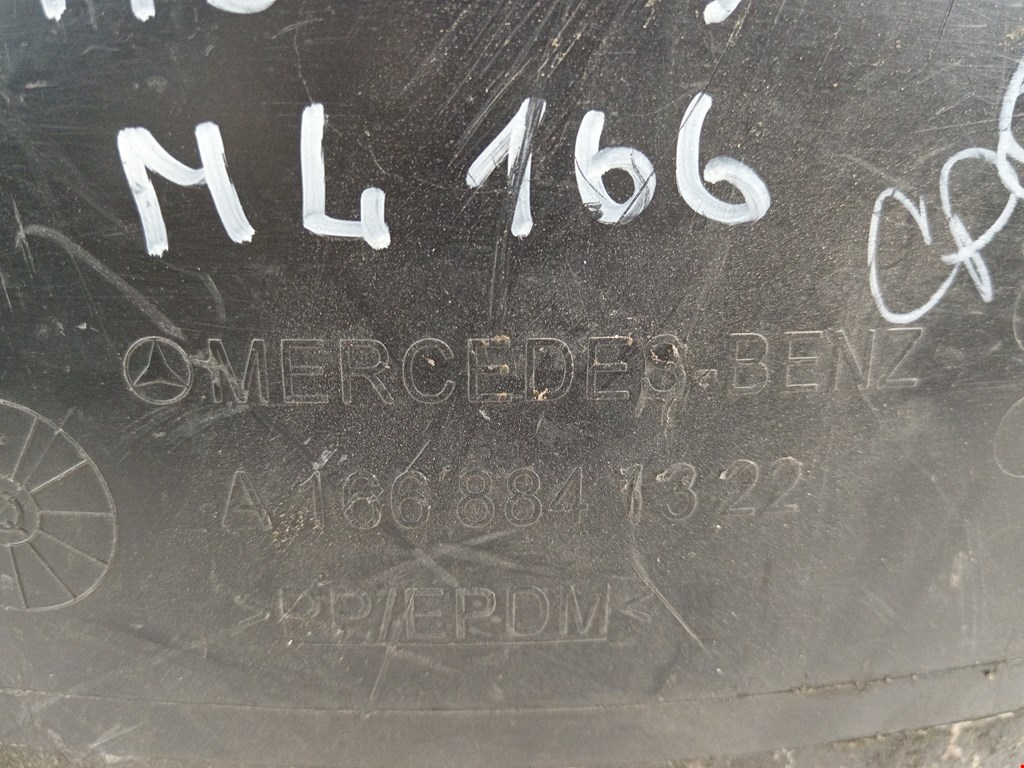 ML 166
MERCEDES-BENZ
A 166 884 13 22
>PP/EPDM<